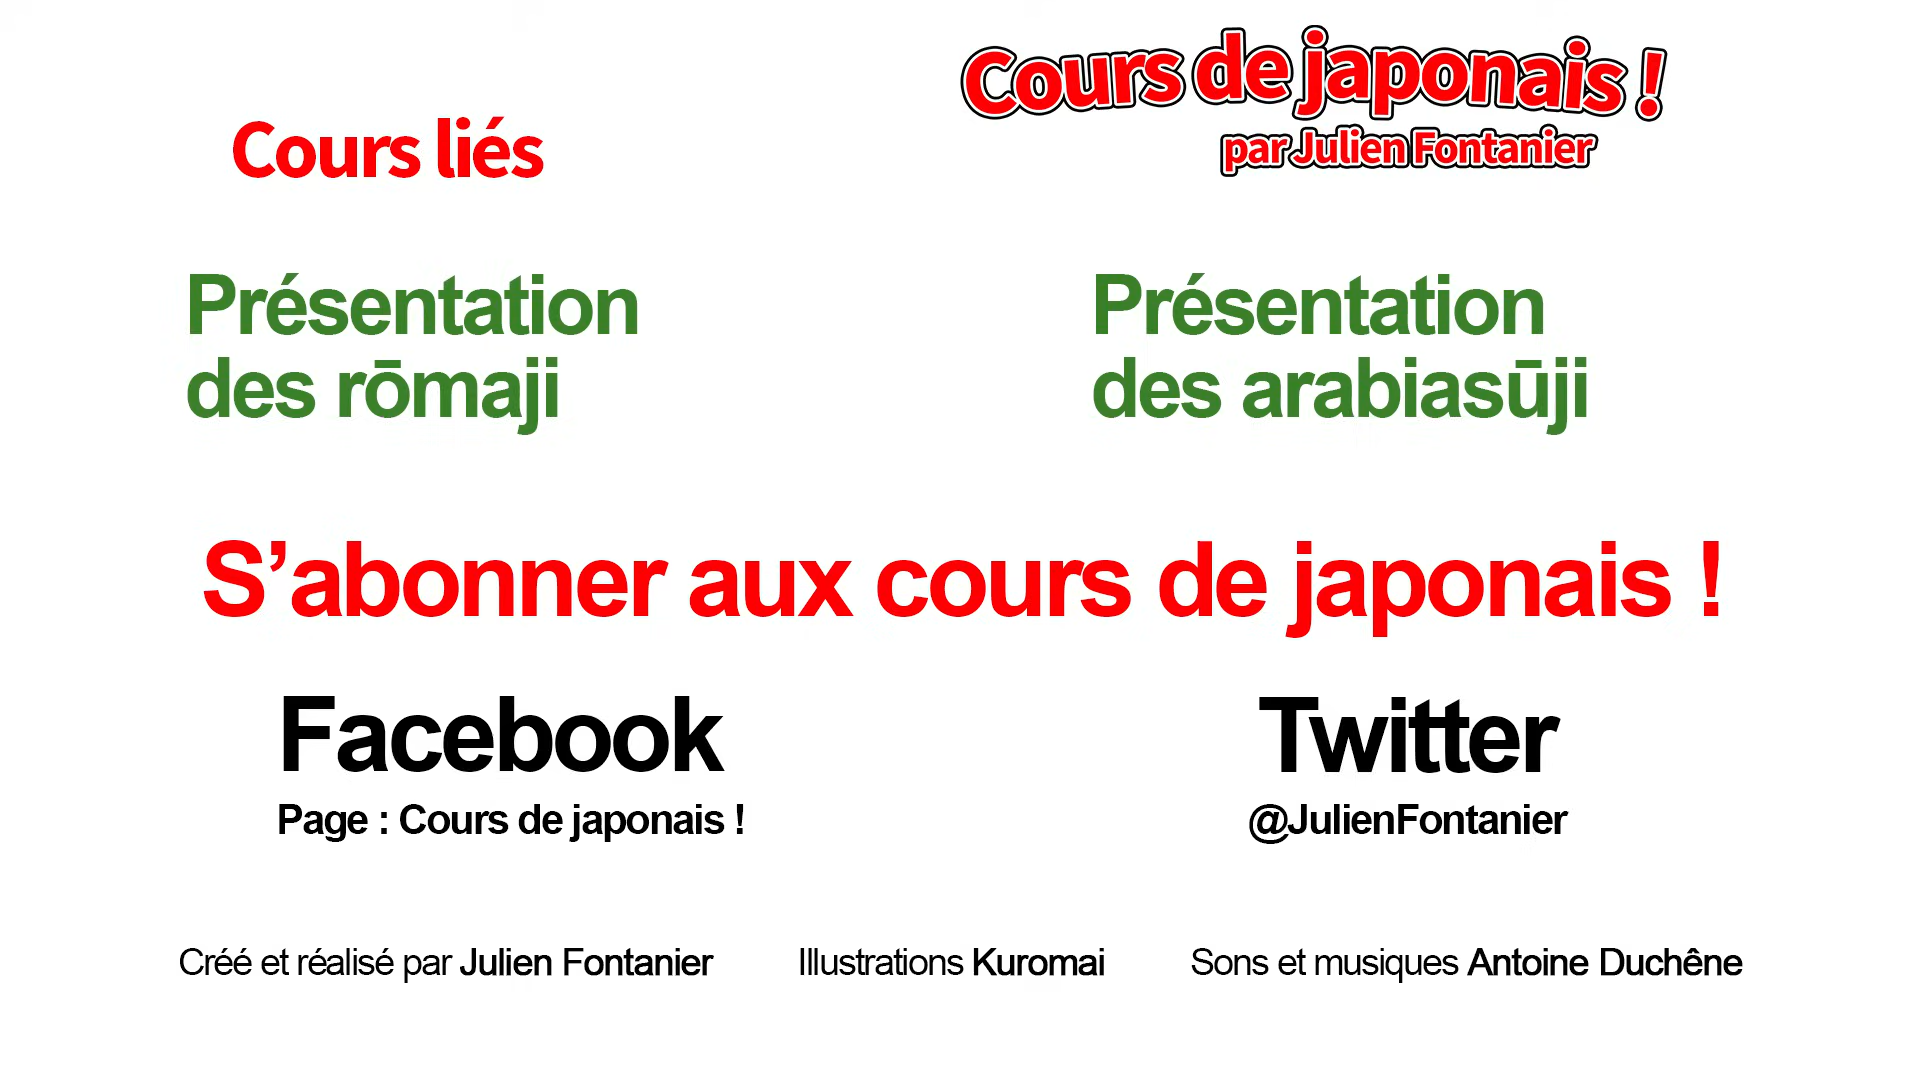 Cours de japonais !
par Julien Fontanier
Cours liés
Présentation
des rōmaji
Présentation
des arabiasūji
S’abonner aux cours de japonais !
Facebook
Page : Cours de japonais !
Twitter
@JulienFontanier
Créé et réalisé par Julien Fontanier
Illustrations Kuromai
Sons et musiques Antoine Duchêne